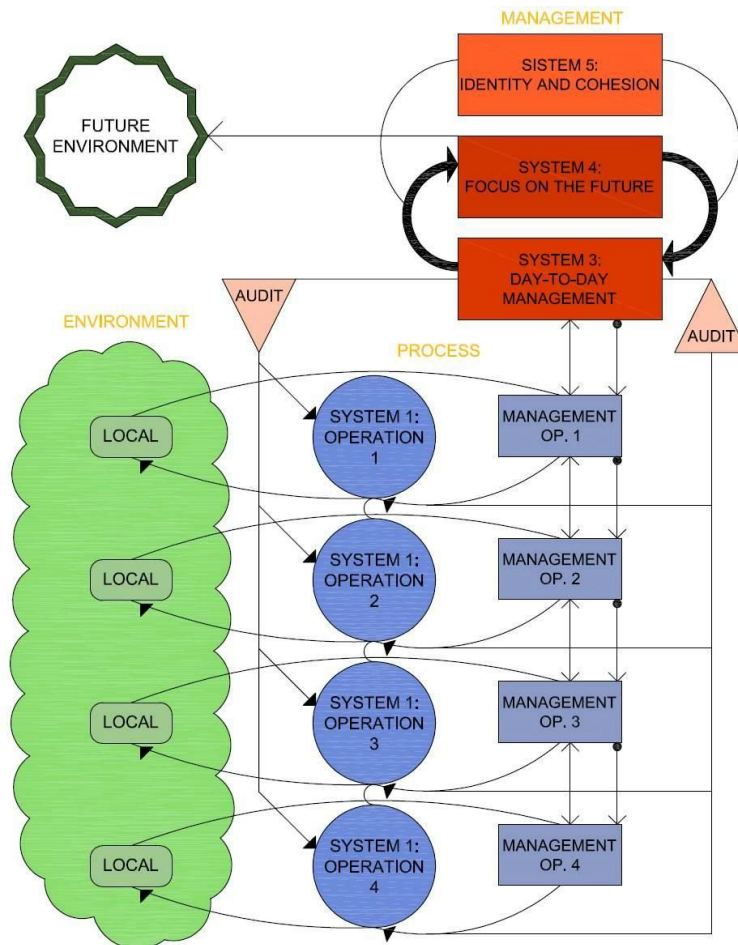 MANAGEMENT
SISTEM 5:
IDENTITY AND COHESION
FUTURE
ENVIRONMENT
SYSTEM 4:
FOCUS ON THE FUTURE
SYSTEM 3:
DAY-TO-DAY
MANAGEMENT
AUDIT
AUDIT
ENVIRONMENT
PROCESS
LOCAL
SYSTEM 1:
OPERATION
1
MANAGEMENT
OP. 1
LOCAL
SYSTEM 1:
OPERATION
2
MANAGEMENT
OP. 2
LOCAL
SYSTEM 1:
OPERATION
3
MANAGEMENT
OP. 3
LOCAL
SYSTEM 1:
OPERATION
4
MANAGEMENT
OP. 4